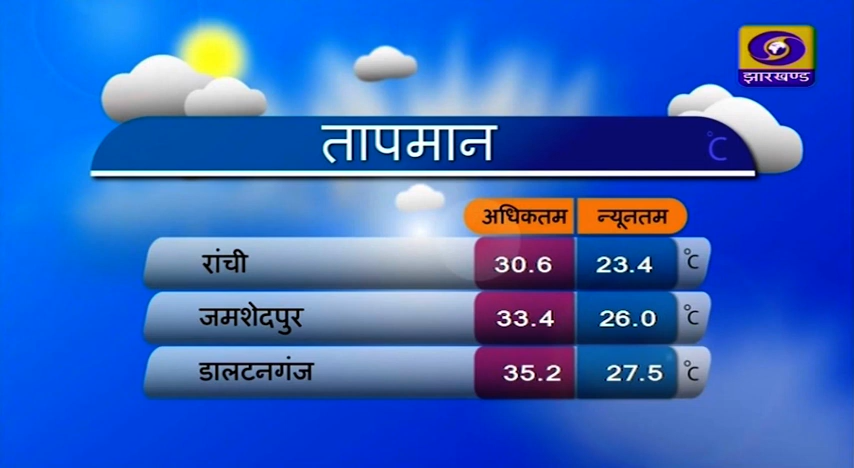 झारखण्ड
तापमान
°C
अधिकतम न्यूनतम
रांची 30.6 23.4 °C
जमशेदपुर 33.4 26.0 °C
डालटनगंज 35.2 27.5 °C